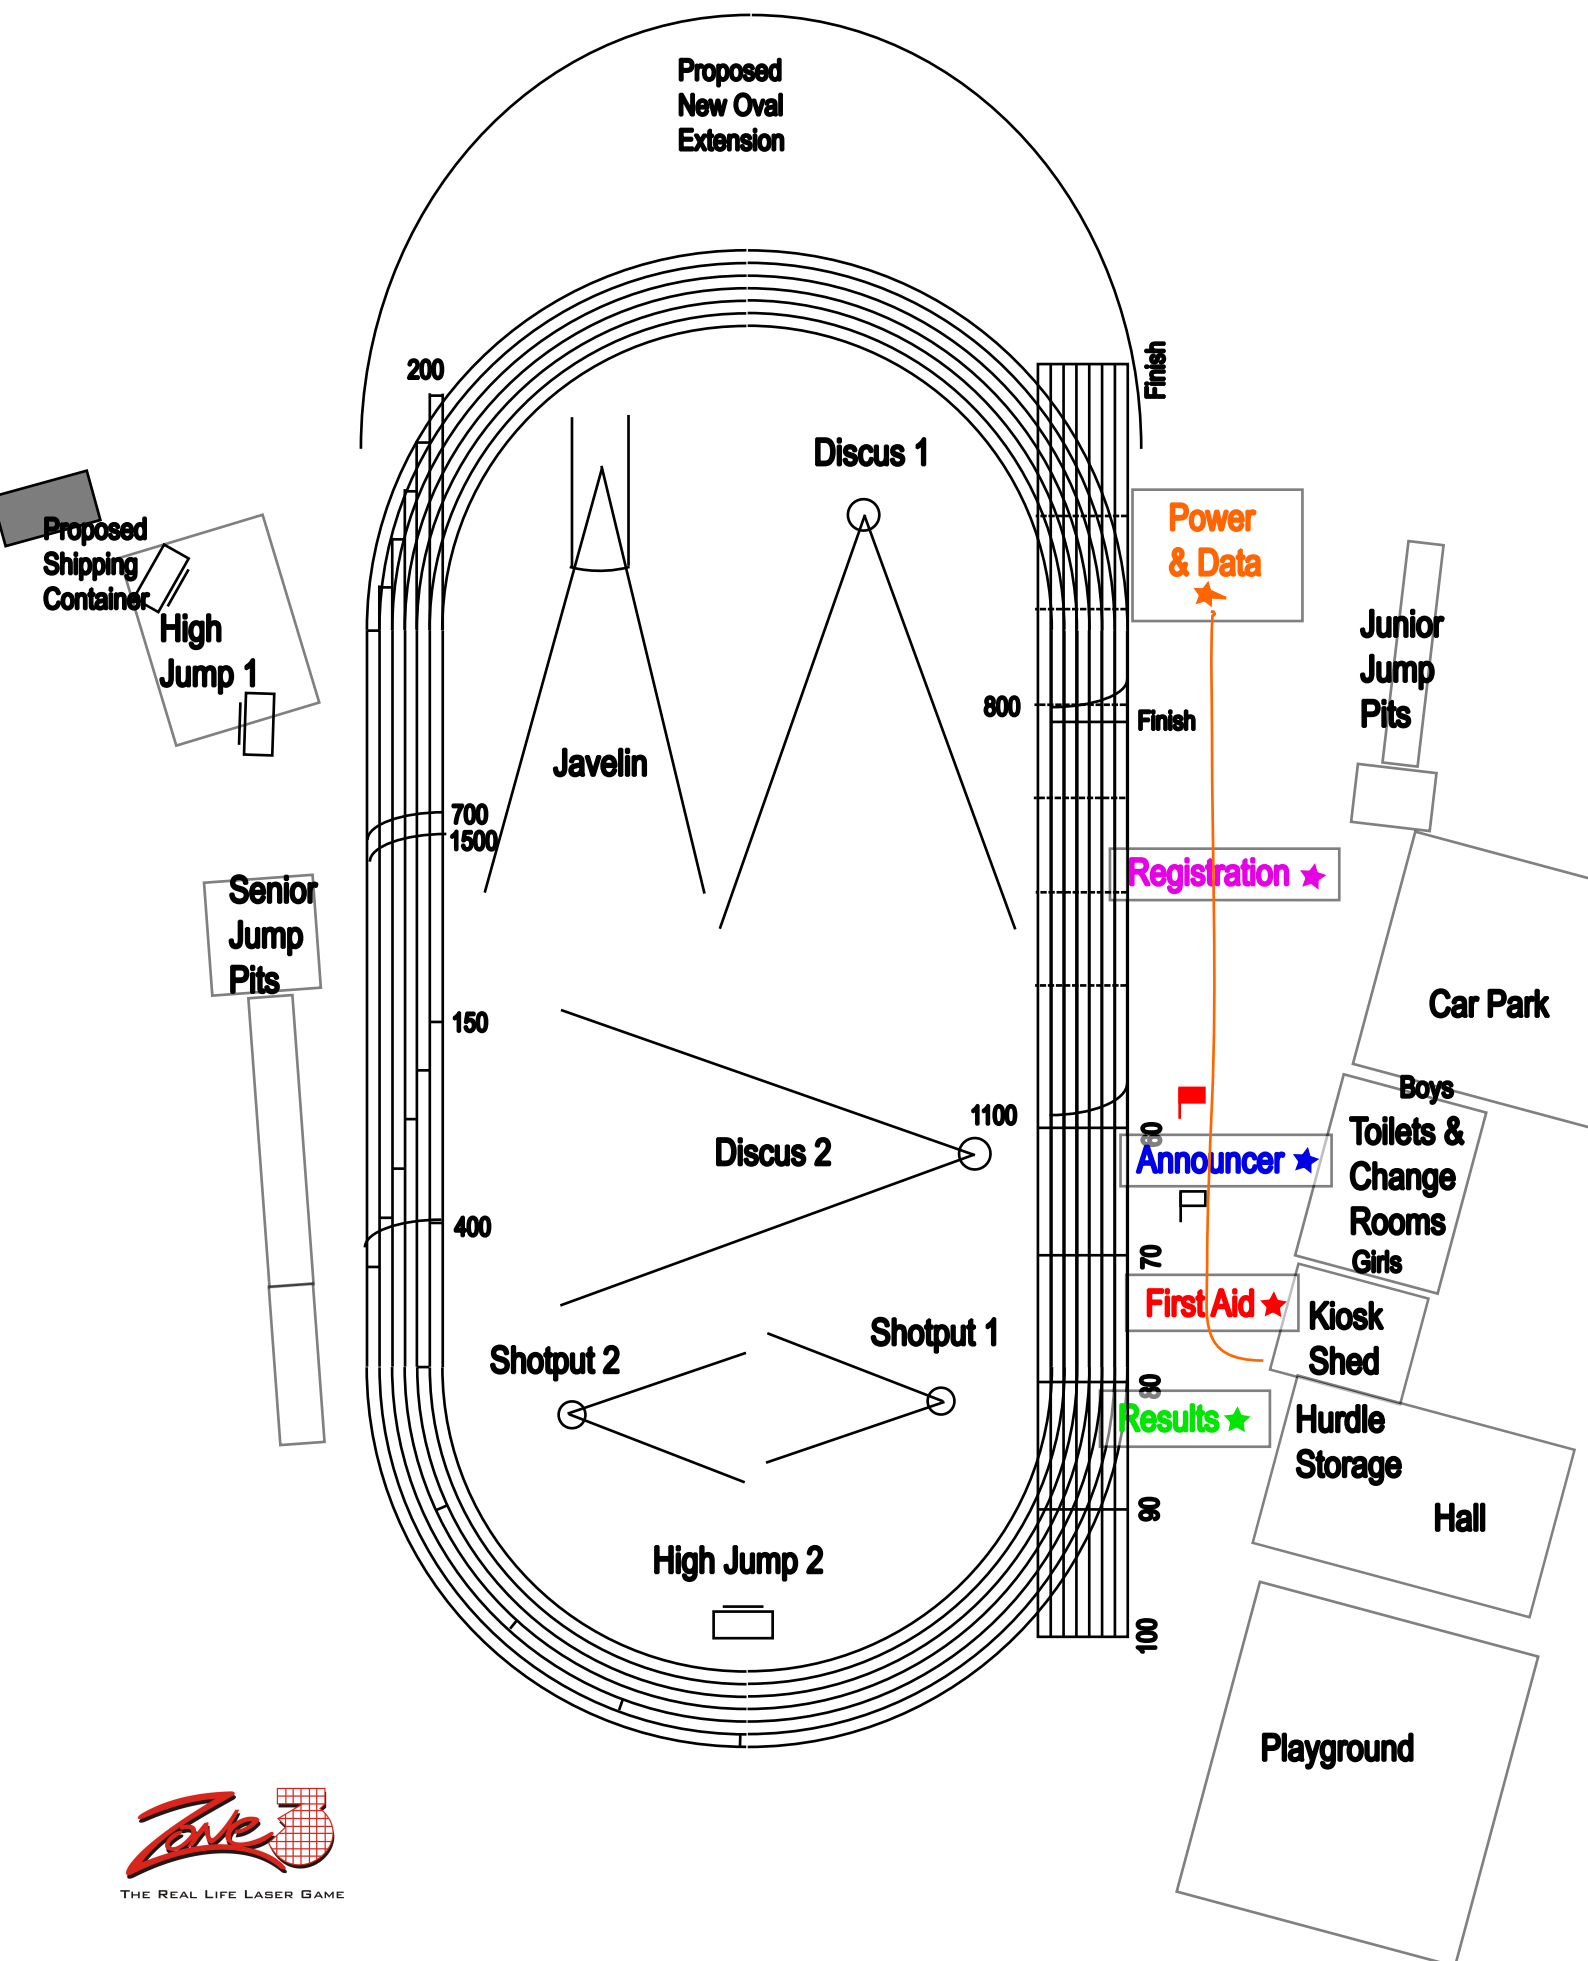 Proposed
New Oval
Extension
Finish
200
Discus 1
Power
& Data
Proposed
Shipping
Container
High
Jump 1
Junior
Jump
Pits
800
Finish
Javelin
700
1500
Registration
Senior
Jump
Pits
Car Park
150
Boys
1100
60
Toilets &
Change
Rooms
Girls
Discus 2
Announcer
400
70
First Aid
Kiosk
Shed
Shotput 1
Shotput 2
80
Results
Hurdle
Storage
90
Hall
High Jump 2
100
Playground
Zone 3
THE REAL LIFE LASER GAME